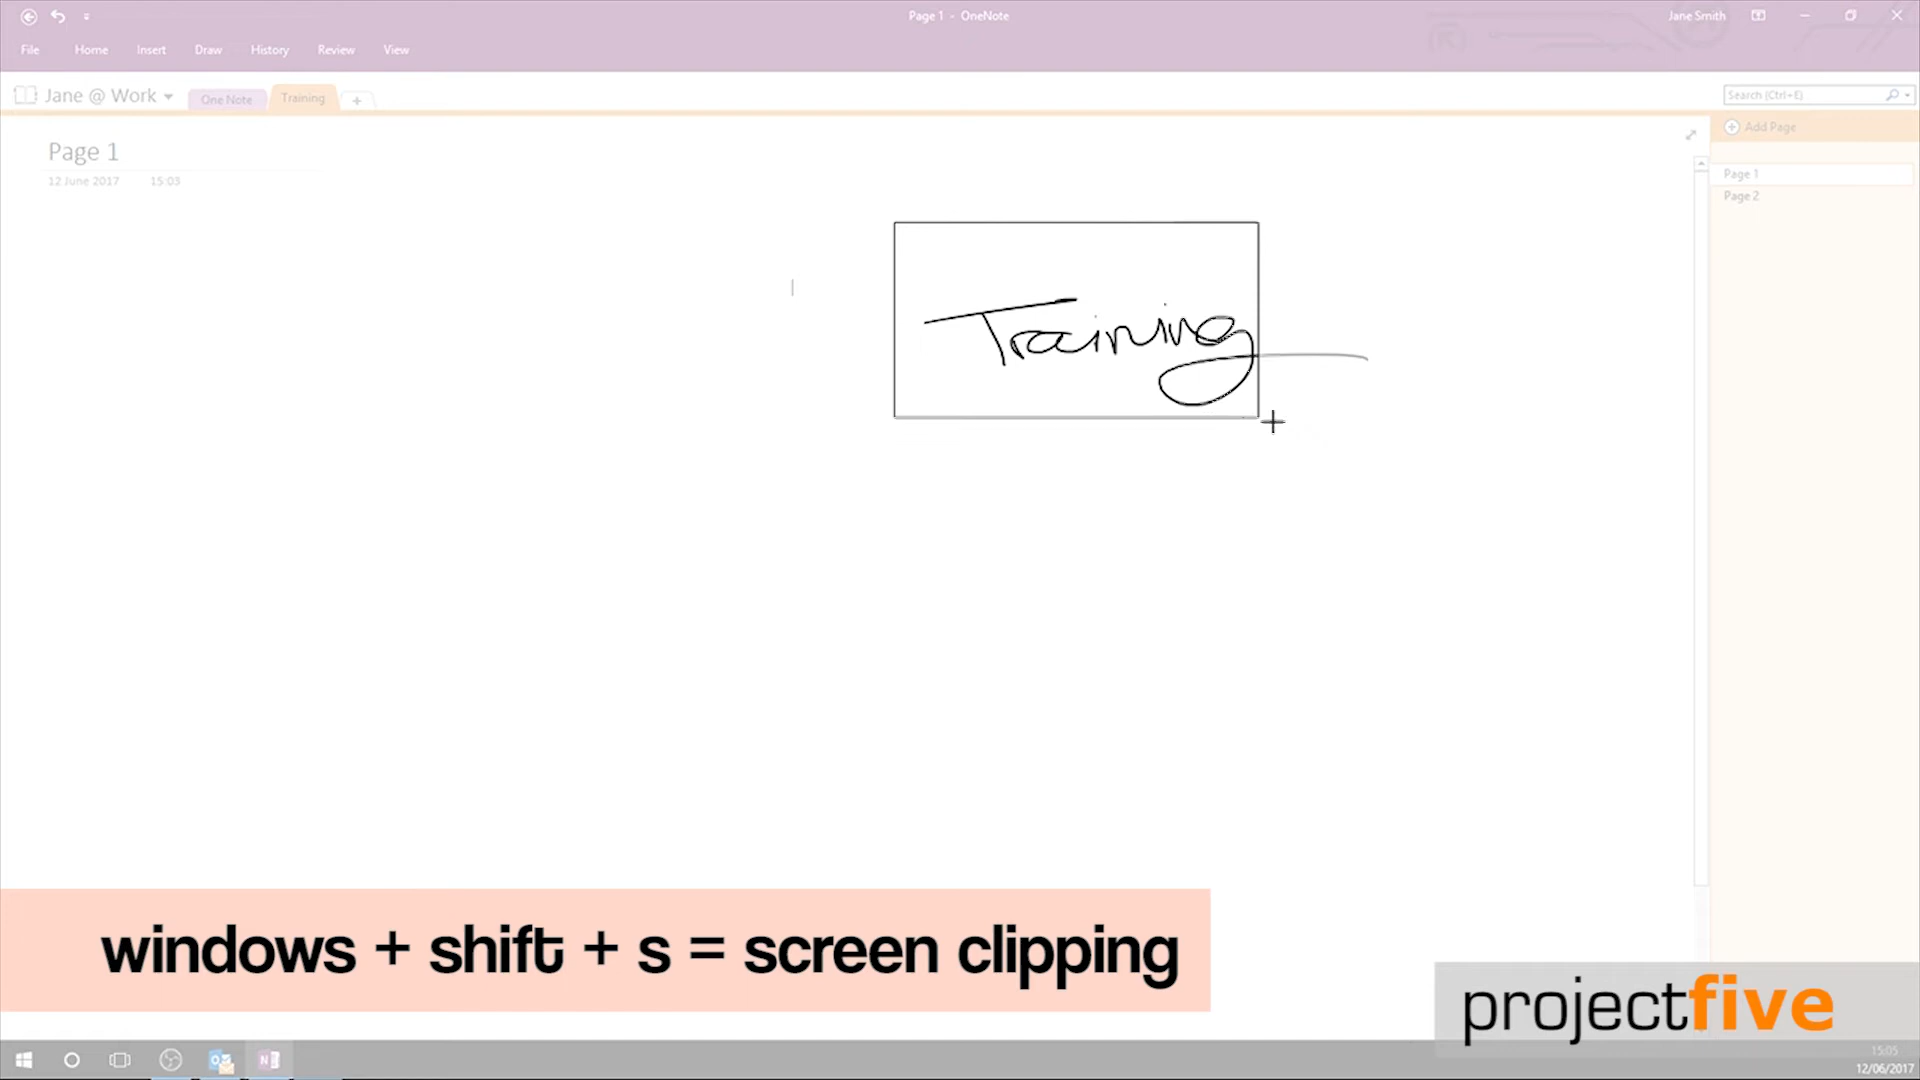 Page 1 - OneNote
Jane Smith
File Home Insert Draw History Review View
Jane @ Work
One Note
Training
Search (Ctrl+E)
Add Page
Page 1
12 June 2017 15:03
Page 1
Page 2
Training
windows + shift + s = screen clipping
projectfive
15:05
12/06/2017